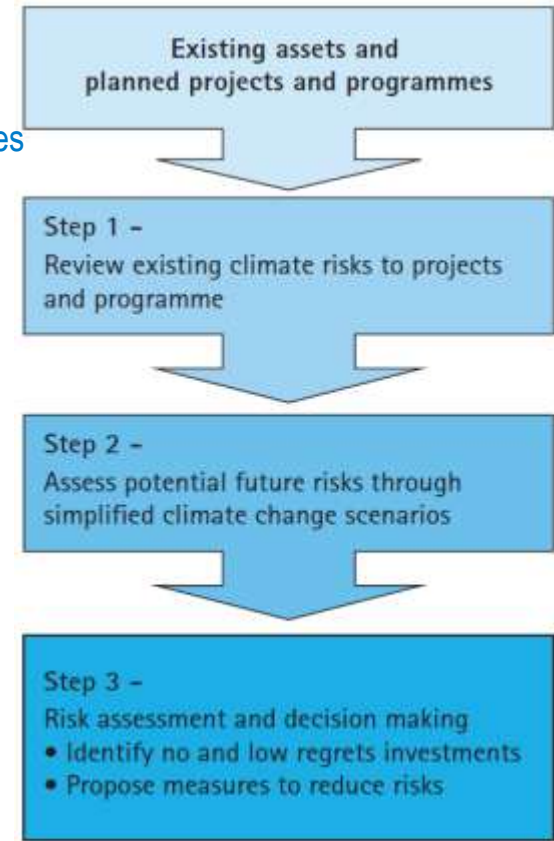 Existing assets and
planned projects and programmes
es
Step 1 –
Review existing climate risks to projects
and programme
Step 2 –
Assess potential future risks through
simplified climate change scenarios
Step 3 –
Risk assessment and decision making
• Identify no and low regrets investments
• Propose measures to reduce risks